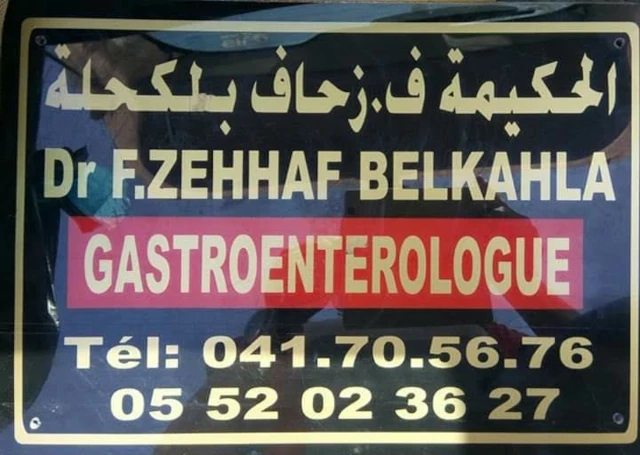 الحكيمة ف.زحاف بلكحلة
Dr F.ZEHHAF BELKAHLA
GASTROENTEROLOGUE
Tél: 041.70.56.76
05 52 02 36 27